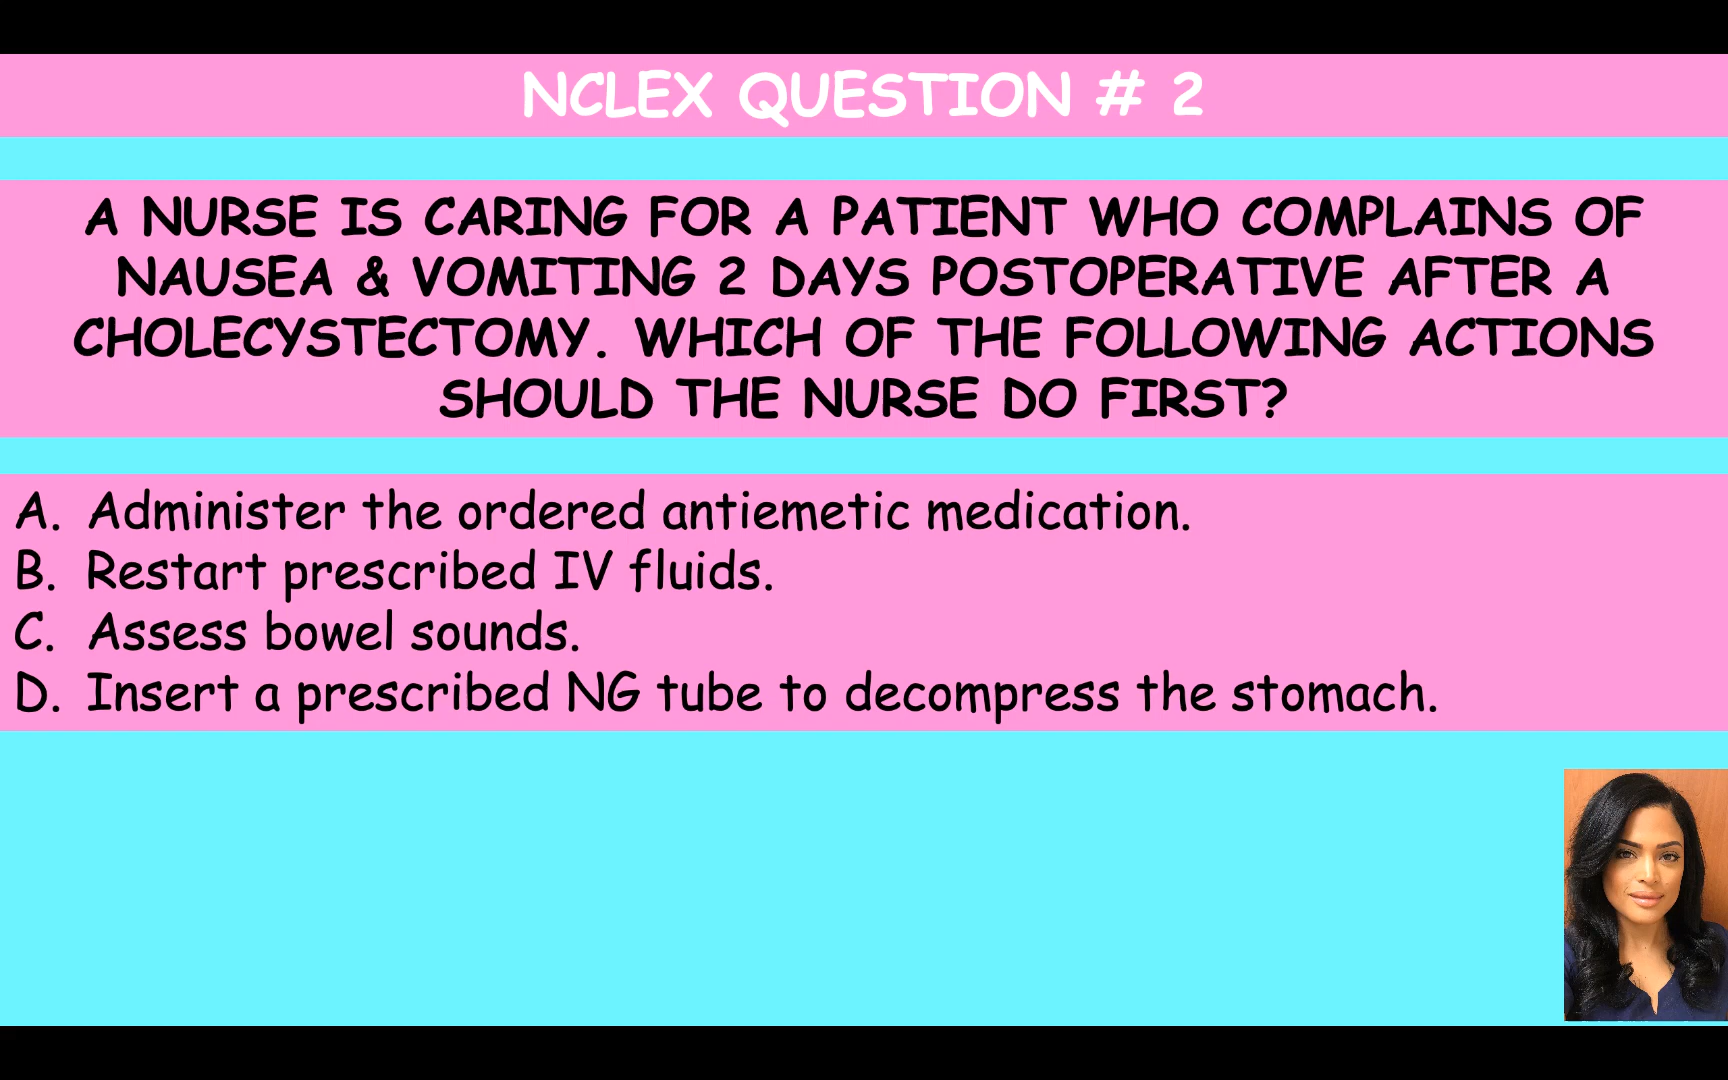 NCLEX QUESTION # 2
A NURSE IS CARING FOR A PATIENT WHO COMPLAINS OF
NAUSEA & VOMITING 2 DAYS POSTOPERATIVE AFTER A
CHOLECYSTECTOMY. WHICH OF THE FOLLOWING ACTIONS
SHOULD THE NURSE DO FIRST?
A. Administer the ordered antiemetic medication.
B. Restart prescribed IV fluids.
C. Assess bowel sounds.
D. Insert a prescribed NG tube to decompress the stomach.